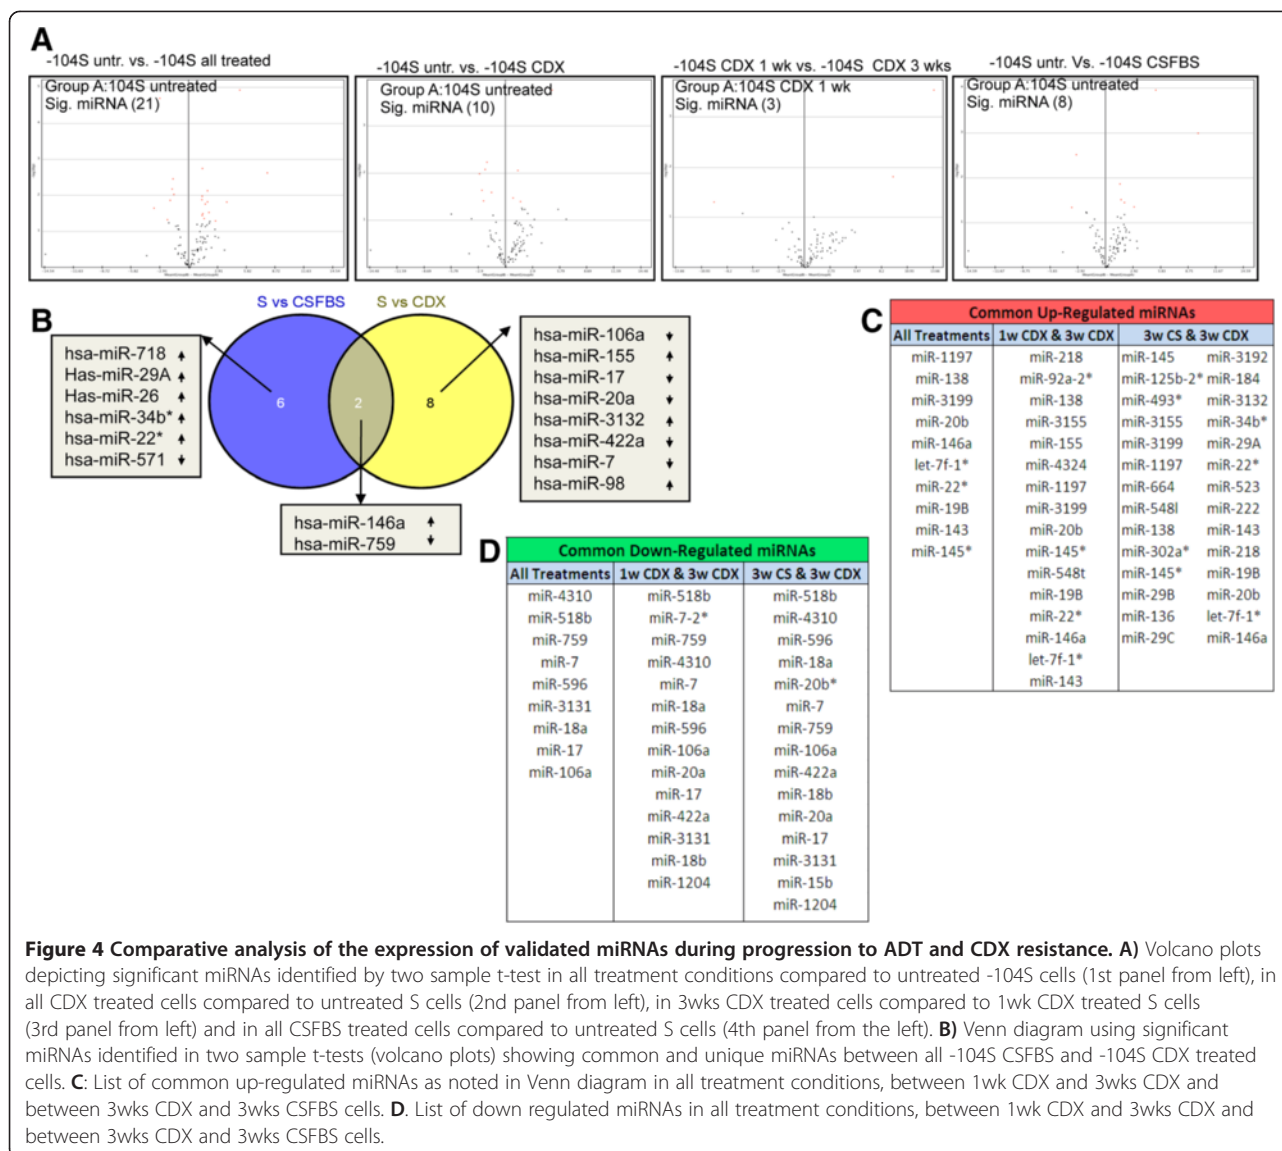 A
-104S untr. vs. -104S all treated
-104S untr. vs. -104S CDX
-104S CDX 1 wk vs. -104S CDX 3 wks
-104S untr. Vs. -104S CSFBS
Group A:104S untreated
Sig. miRNA (21)
Group A:104S untreated
Sig. miRNA (10)
Group A:104S CDX 1 wk
Sig. miRNA (3)
Group A:104S untreated
Sig. miRNA (8)
B
S vs CSFBS
S vs CDX
hsa-miR-718
Has-miR-29A
Has-miR-26
hsa-miR-34b*
hsa-miR-22*
hsa-miR-571
6
2
8
hsa-miR-146a
hsa-miR-759
hsa-miR-106a
hsa-miR-155
hsa-miR-17
hsa-miR-20a
hsa-miR-3132
hsa-miR-422a
hsa-miR-7
hsa-miR-98
C
Common Up-Regulated miRNAs
All Treatments 1w CDX & 3w CDX 3w CS & 3w CDX
miR-1197 miR-218 miR-145 miR-3192
miR-138 miR-92a-2* miR-125b-2* miR-184
miR-3199 miR-138 miR-493* miR-3132
miR-20b miR-3155 miR-3155 miR-34b*
miR-146a miR-155 miR-3199 miR-29A
let-7f-1* miR-4324 miR-1197 miR-22*
miR-22* miR-1197 miR-664 miR-523
miR-19B miR-3199 miR-548l miR-222
miR-143 miR-20b miR-138 miR-143
miR-145* miR-145* miR-302a* miR-218
miR-548t miR-145* miR-19B
miR-19B miR-29B miR-20b
miR-22* miR-136 let-7f-1*
miR-146a miR-29C miR-146a
let-7f-1*
miR-143
D
Common Down-Regulated miRNAs
All Treatments 1w CDX & 3w CDX 3w CS & 3w CDX
miR-4310 miR-518b miR-518b
miR-518b miR-7-2* miR-4310
miR-759 miR-759 miR-596
miR-7 miR-4310 miR-18a
miR-596 miR-7 miR-20b*
miR-3131 miR-18a miR-7
miR-18a miR-596 miR-759
miR-17 miR-106a miR-106a
miR-106a miR-20a miR-422a
miR-17 miR-18b
miR-422a miR-20a
miR-3131 miR-17
miR-18b miR-3131
miR-1204 miR-15b
miR-1204
Figure 4 Comparative analysis of the expression of validated miRNAs during progression to ADT and CDX resistance. A) Volcano plots
depicting significant miRNAs identified by two sample t-test in all treatment conditions compared to untreated -104S cells (1st panel from left), in
all CDX treated cells compared to untreated S cells (2nd panel from left), in 3wks CDX treated cells compared to 1wk CDX treated S cells
(3rd panel from left) and in all CSFBS treated cells compared to untreated S cells (4th panel from the left). B) Venn diagram using significant
miRNAs identified in two sample t-tests (volcano plots) showing common and unique miRNAs between all -104S CSFBS and -104S CDX treated
cells. C: List of common up-regulated miRNAs as noted in Venn diagram in all treatment conditions, between 1wk CDX and 3wks CDX and
between 3wks CDX and 3wks CSFBS cells. D. List of down regulated miRNAs in all treatment conditions, between 1wk CDX and 3wks CDX and
between 3wks CDX and 3wks CSFBS cells.